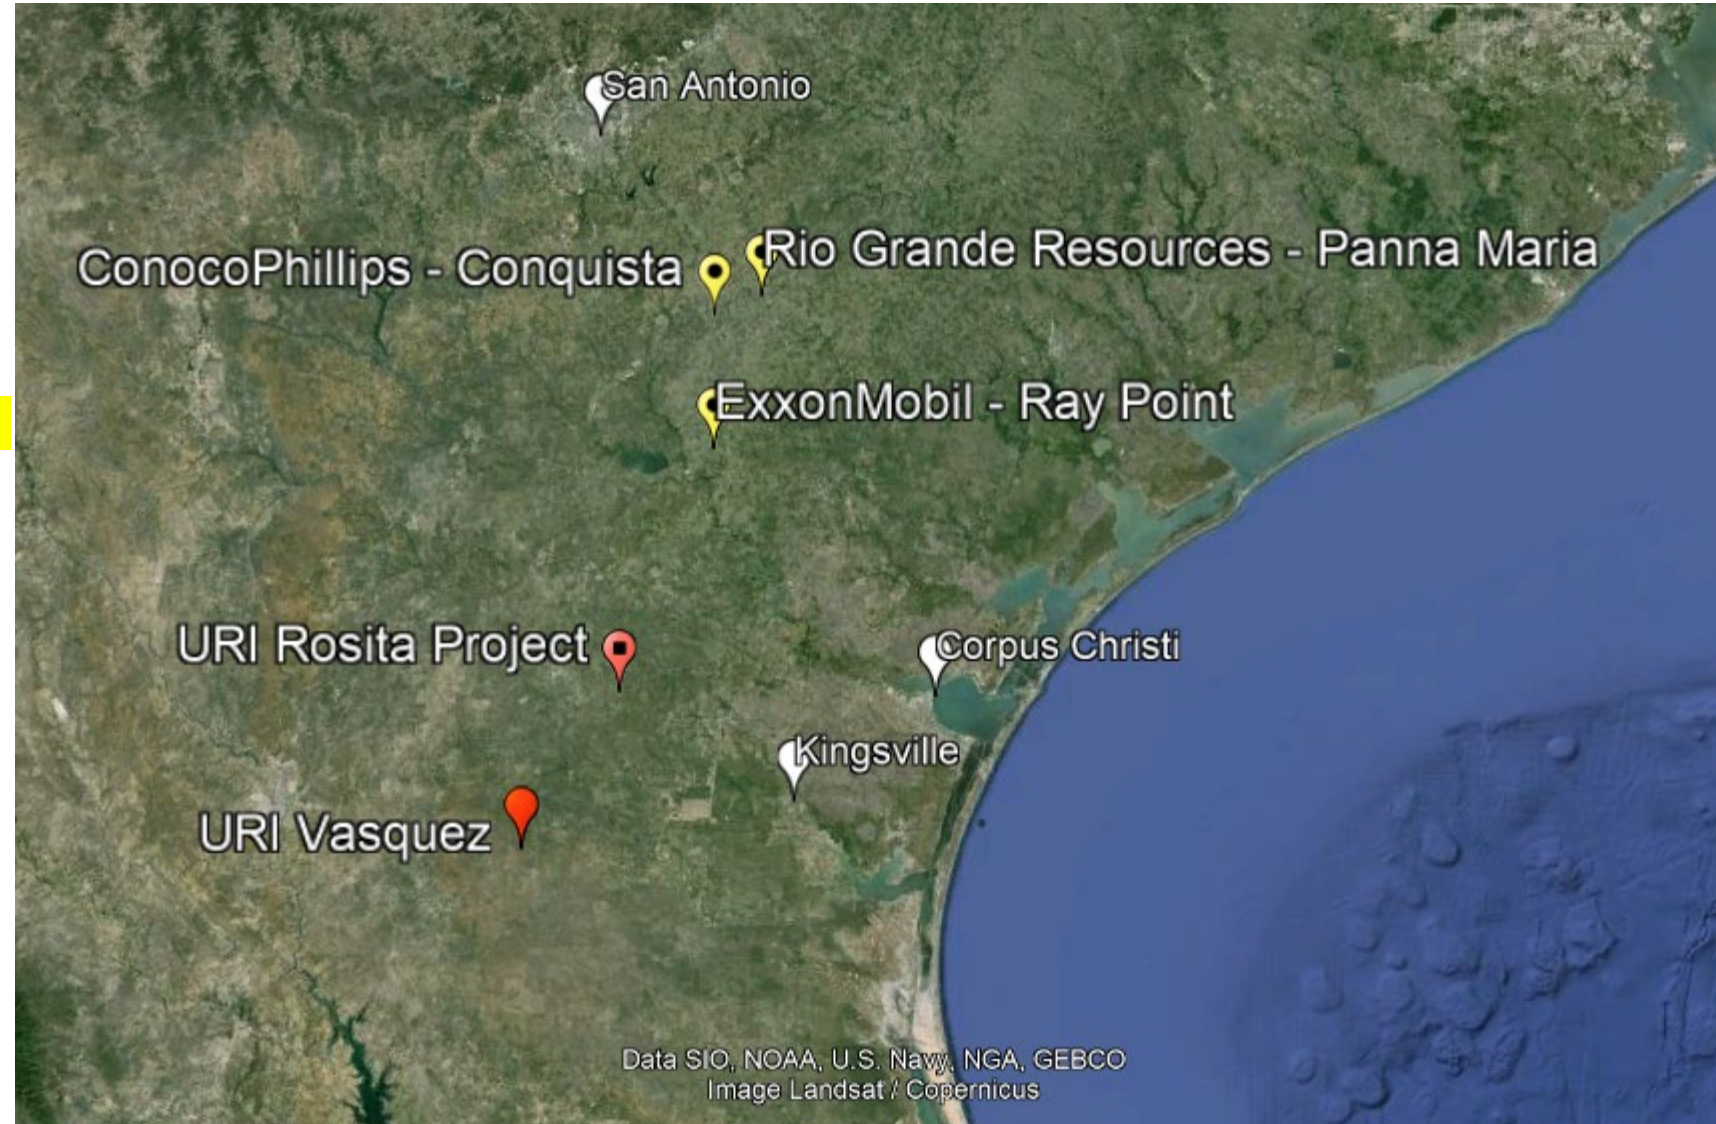 San Antonio
Rio Grande Resources - Panna Maria
ConocoPhillips - Conquista
ExxonMobil - Ray Point
URI Rosita Project
Corpus Christi
Kingsville
URI Vasquez
Data SIO, NOAA, U.S. Navy, NGA, GEBCO
Image Landsat / Copernicus